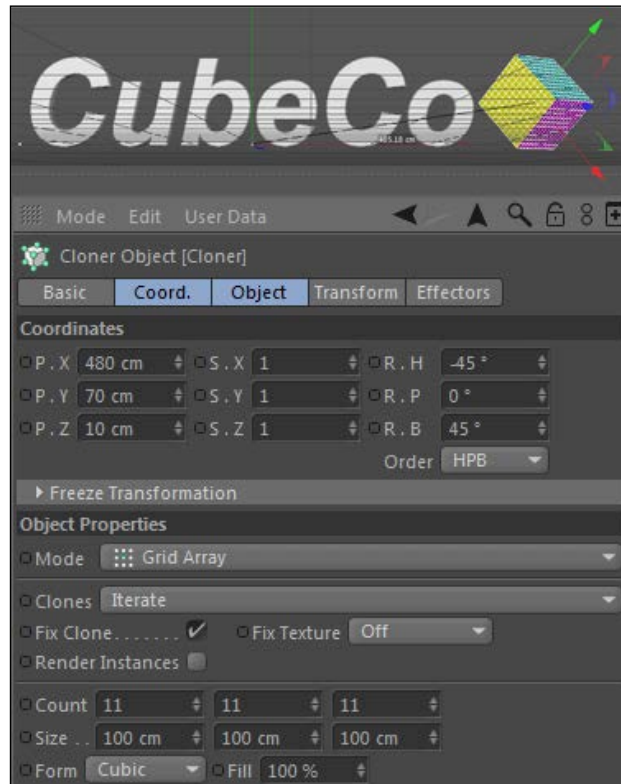 CubeCo
Mode Edit User Data
Cloner Object [Cloner]
Basic Coord. Object Transform Effectors
Coordinates
P . X 480 cm S . X 1 R . H -45 °
P . Y 70 cm S . Y 1 R . P 0 °
P . Z 10 cm S . Z 1 R . B 45 °
Order HPB
Freeze Transformation
Object Properties
Mode Grid Array
Clones Iterate
Fix Clone....... Fix Texture Off
Render Instances
Count 11 11 11
Size .. 100 cm 100 cm 100 cm
Form Cubic Fill 100 %